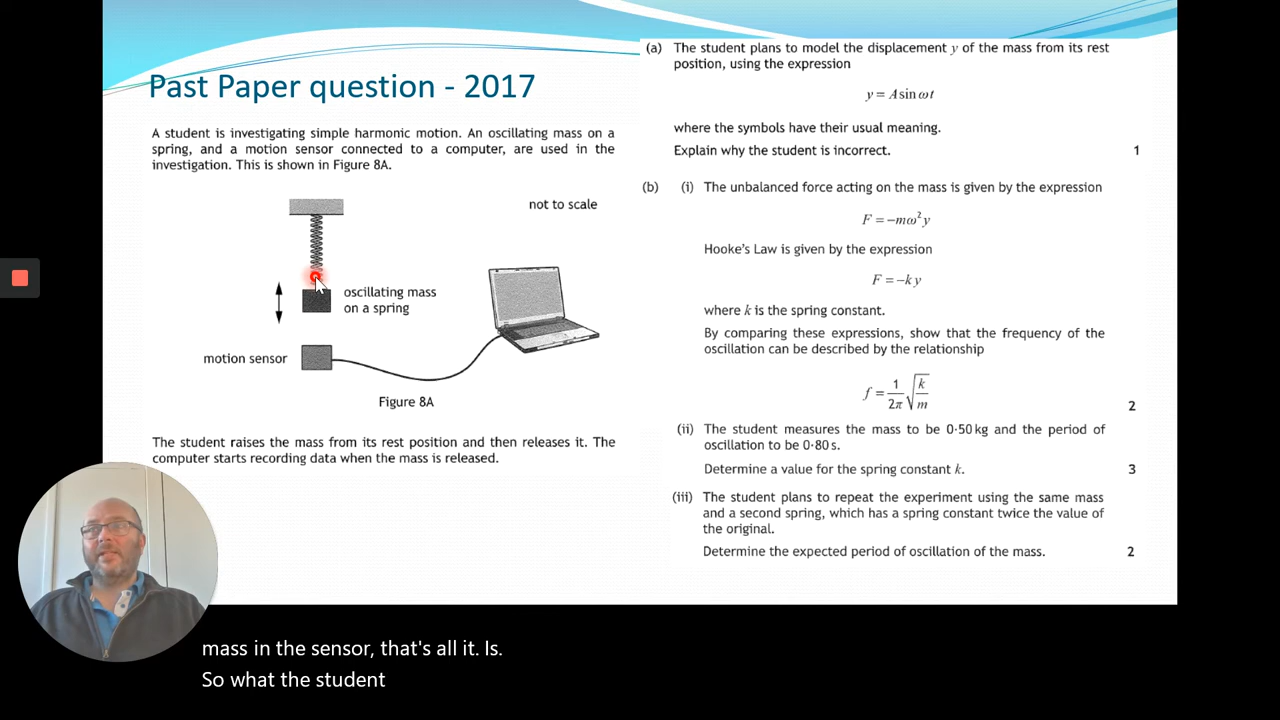 Past Paper question - 2017
A student is investigating simple harmonic motion. An oscillating mass on a
spring, and a motion sensor connected to a computer, are used in the
investigation. This is shown in Figure 8A.
not to scale
oscillating mass
on a spring
motion sensor
Figure 8A
The student raises the mass from its rest position and then releases it. The
computer starts recording data when the mass is released.
(a) The student plans to model the displacement y of the mass from its rest
position, using the expression
y = A sin ωt
where the symbols have their usual meaning.
Explain why the student is incorrect. 1
(b) (i) The unbalanced force acting on the mass is given by the expression
F = −mω²y
Hooke's Law is given by the expression
F = −ky
where k is the spring constant.
By comparing these expressions, show that the frequency of the
oscillation can be described by the relationship
f = 1/2π √(k/m)
2
(ii) The student measures the mass to be 0·50 kg and the period of
oscillation to be 0·80 s.
Determine a value for the spring constant k. 3
(iii) The student plans to repeat the experiment using the same mass
and a second spring, which has a spring constant twice the value of
the original.
Determine the expected period of oscillation of the mass. 2
mass in the sensor, that's all it. Is.
So what the student